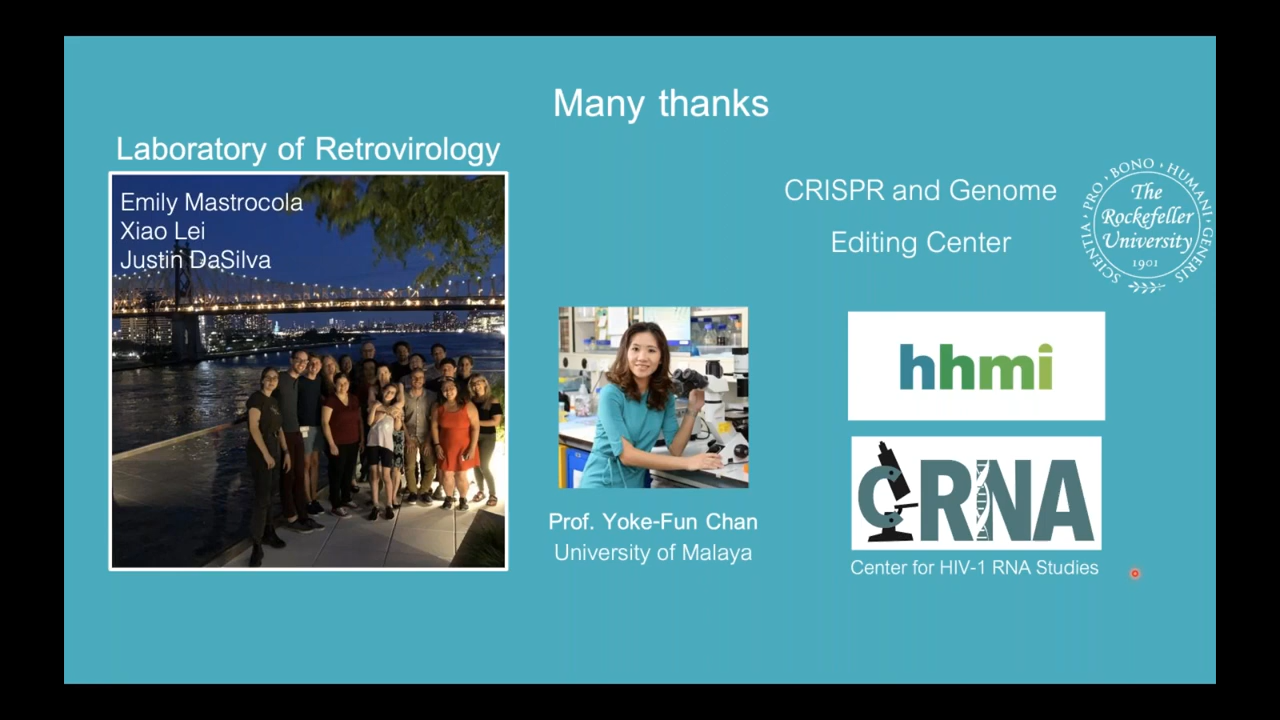 Many thanks
Laboratory of Retrovirology
Emily Mastrocola
Xiao Lei
Justin DaSilva
Prof. Yoke-Fun Chan
University of Malaya
CRISPR and Genome
Editing Center
SCIENTIA · PRO · BONO · HUMANI · GENERIS
The
Rockefeller
University
1901
hhmi
CRNA
Center for HIV-1 RNA Studies